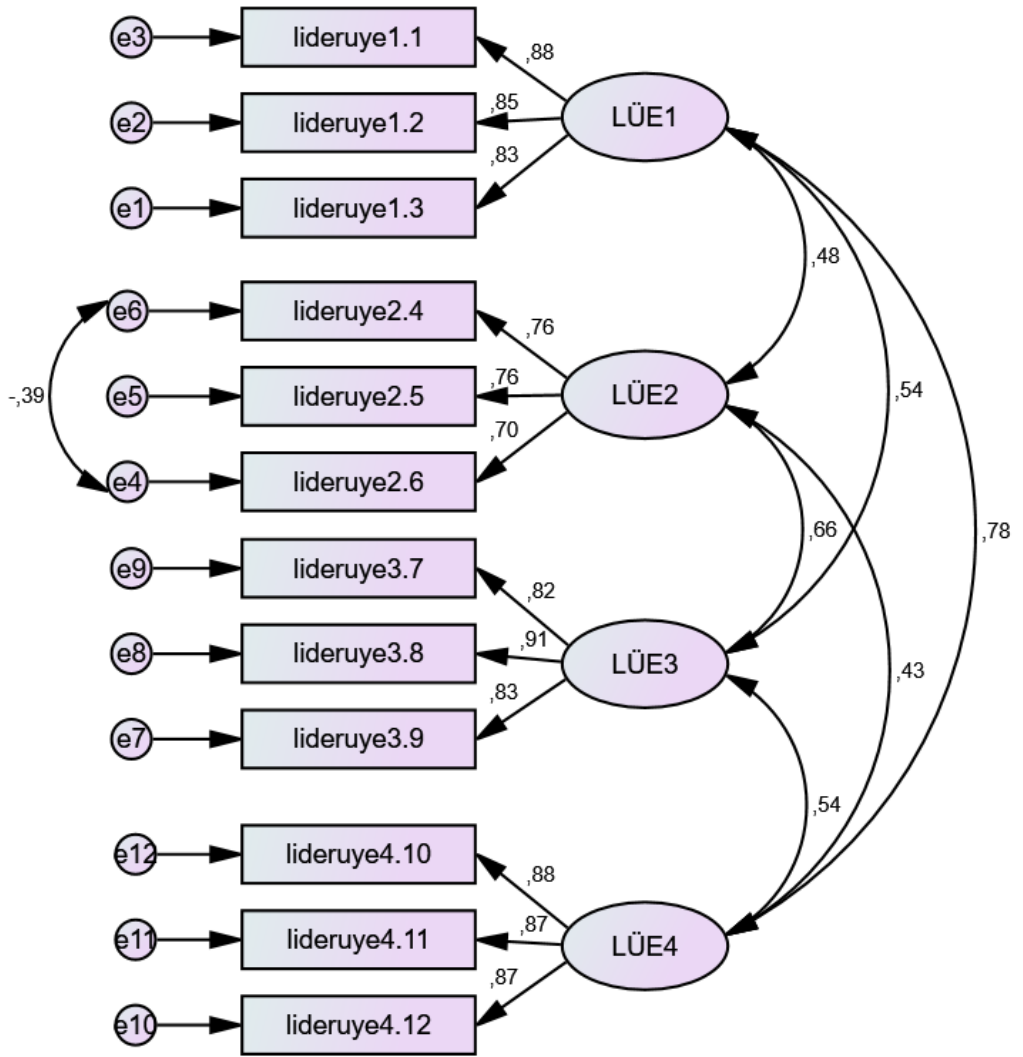 e3
lideruye1.1
,88
LÜE1
e2
lideruye1.2
,85
e1
lideruye1.3
,83
,48
e6
lideruye2.4
,76
-,39
e5
lideruye2.5
,76
LÜE2
,54
e4
lideruye2.6
,70
,66
,78
e9
lideruye3.7
,82
e8
lideruye3.8
,91
LÜE3
,43
e7
lideruye3.9
,83
,54
e12
lideruye4.10
,88
e11
lideruye4.11
,87
LÜE4
e10
lideruye4.12
,87